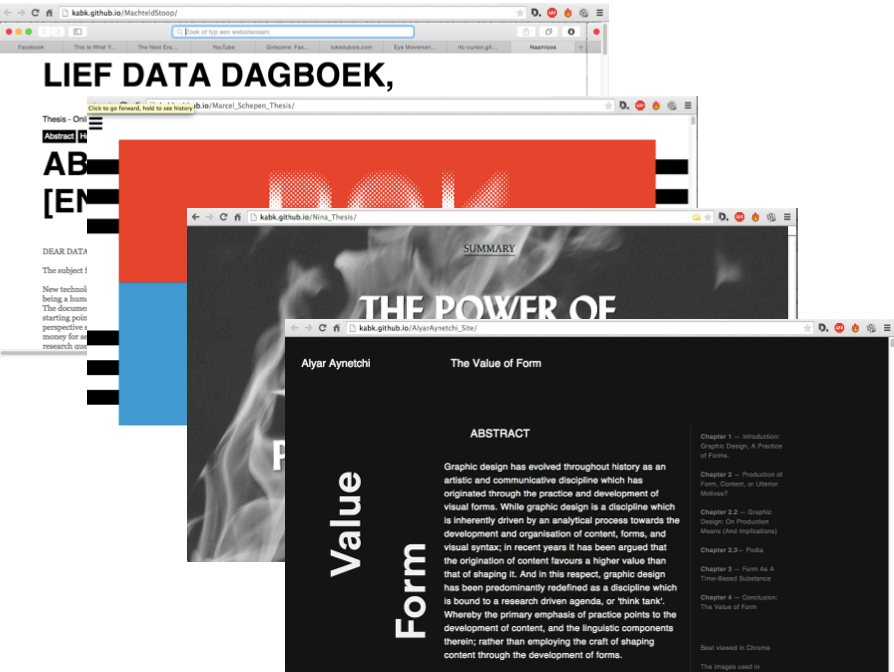 kabk.github.io/MachteldStoop/
Zoek of typ een websitenaam
Facebook
This is What Y...
The Next Era...
YouTube
Girlscene: Fas...
lukedubois.com
Eye Movemen...
rtc-cursor.gif...
Naamloos
LIEF DATA DAGBOEK,
Thesis - Onli
Abstract
AB
[EN
DEAR DATA
The subject f
New technol
being a hum
The docume
starting poin
perspective s
money for se
research que
Click to go forward, hold to see history
b.io/Marcel_Schepen_Thesis/
kabk.github.io/Nina_Thesis/
SUMMARY
THE POWER OF
P
kabk.github.io/AlyarAynetchi_Site/
Alyar Aynetchi
The Value of Form
Value
Form
ABSTRACT
Graphic design has evolved throughout history as an
artistic and communicative discipline which has
originated through the practice and development of
visual forms. While graphic design is a discipline which
is inherently driven by an analytical process towards the
development and organisation of content, forms, and
visual syntax; in recent years it has been argued that
the origination of content favours a higher value than
that of shaping it. And in this respect, graphic design
has been predominantly redefined as a discipline which
is bound to a research driven agenda, or 'think tank'.
Whereby the primary emphasis of practice points to the
development of content, and the linguistic components
therein; rather than employing the craft of shaping
content through the development of forms.
Chapter 1 — Introduction:
Graphic Design, A Practice
of Forms.
Chapter 2 — Production of
Form, Content, or Ulterior
Motives?
Chapter 2.2 — Graphic
Design: On Production
Means (And Implications)
Chapter 2.3— Podia
Chapter 3 — Form As A
Time-Based Substance
Chapter 4 — Conclusion:
The Value of Form
Best viewed in Chrome
The images used in